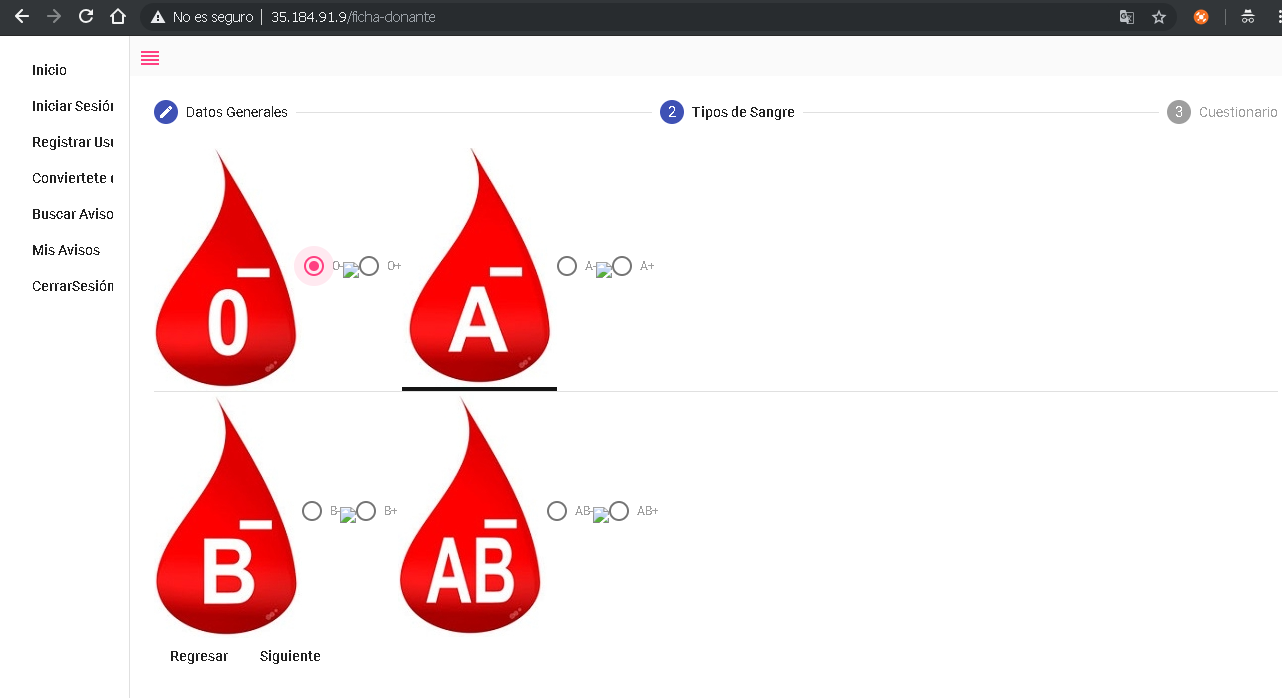 No es seguro | 35.184.91.9/ficha-donante
Inicio
Iniciar Sesión
Registrar Usu
Conviertete
Buscar Aviso
Mis Avisos
CerrarSesión
Datos Generales
2 Tipos de Sangre
3 Cuestionario
0
O-
O+
A
A-
A+
B
B-
B+
AB
AB-
AB+
Regresar
Siguiente